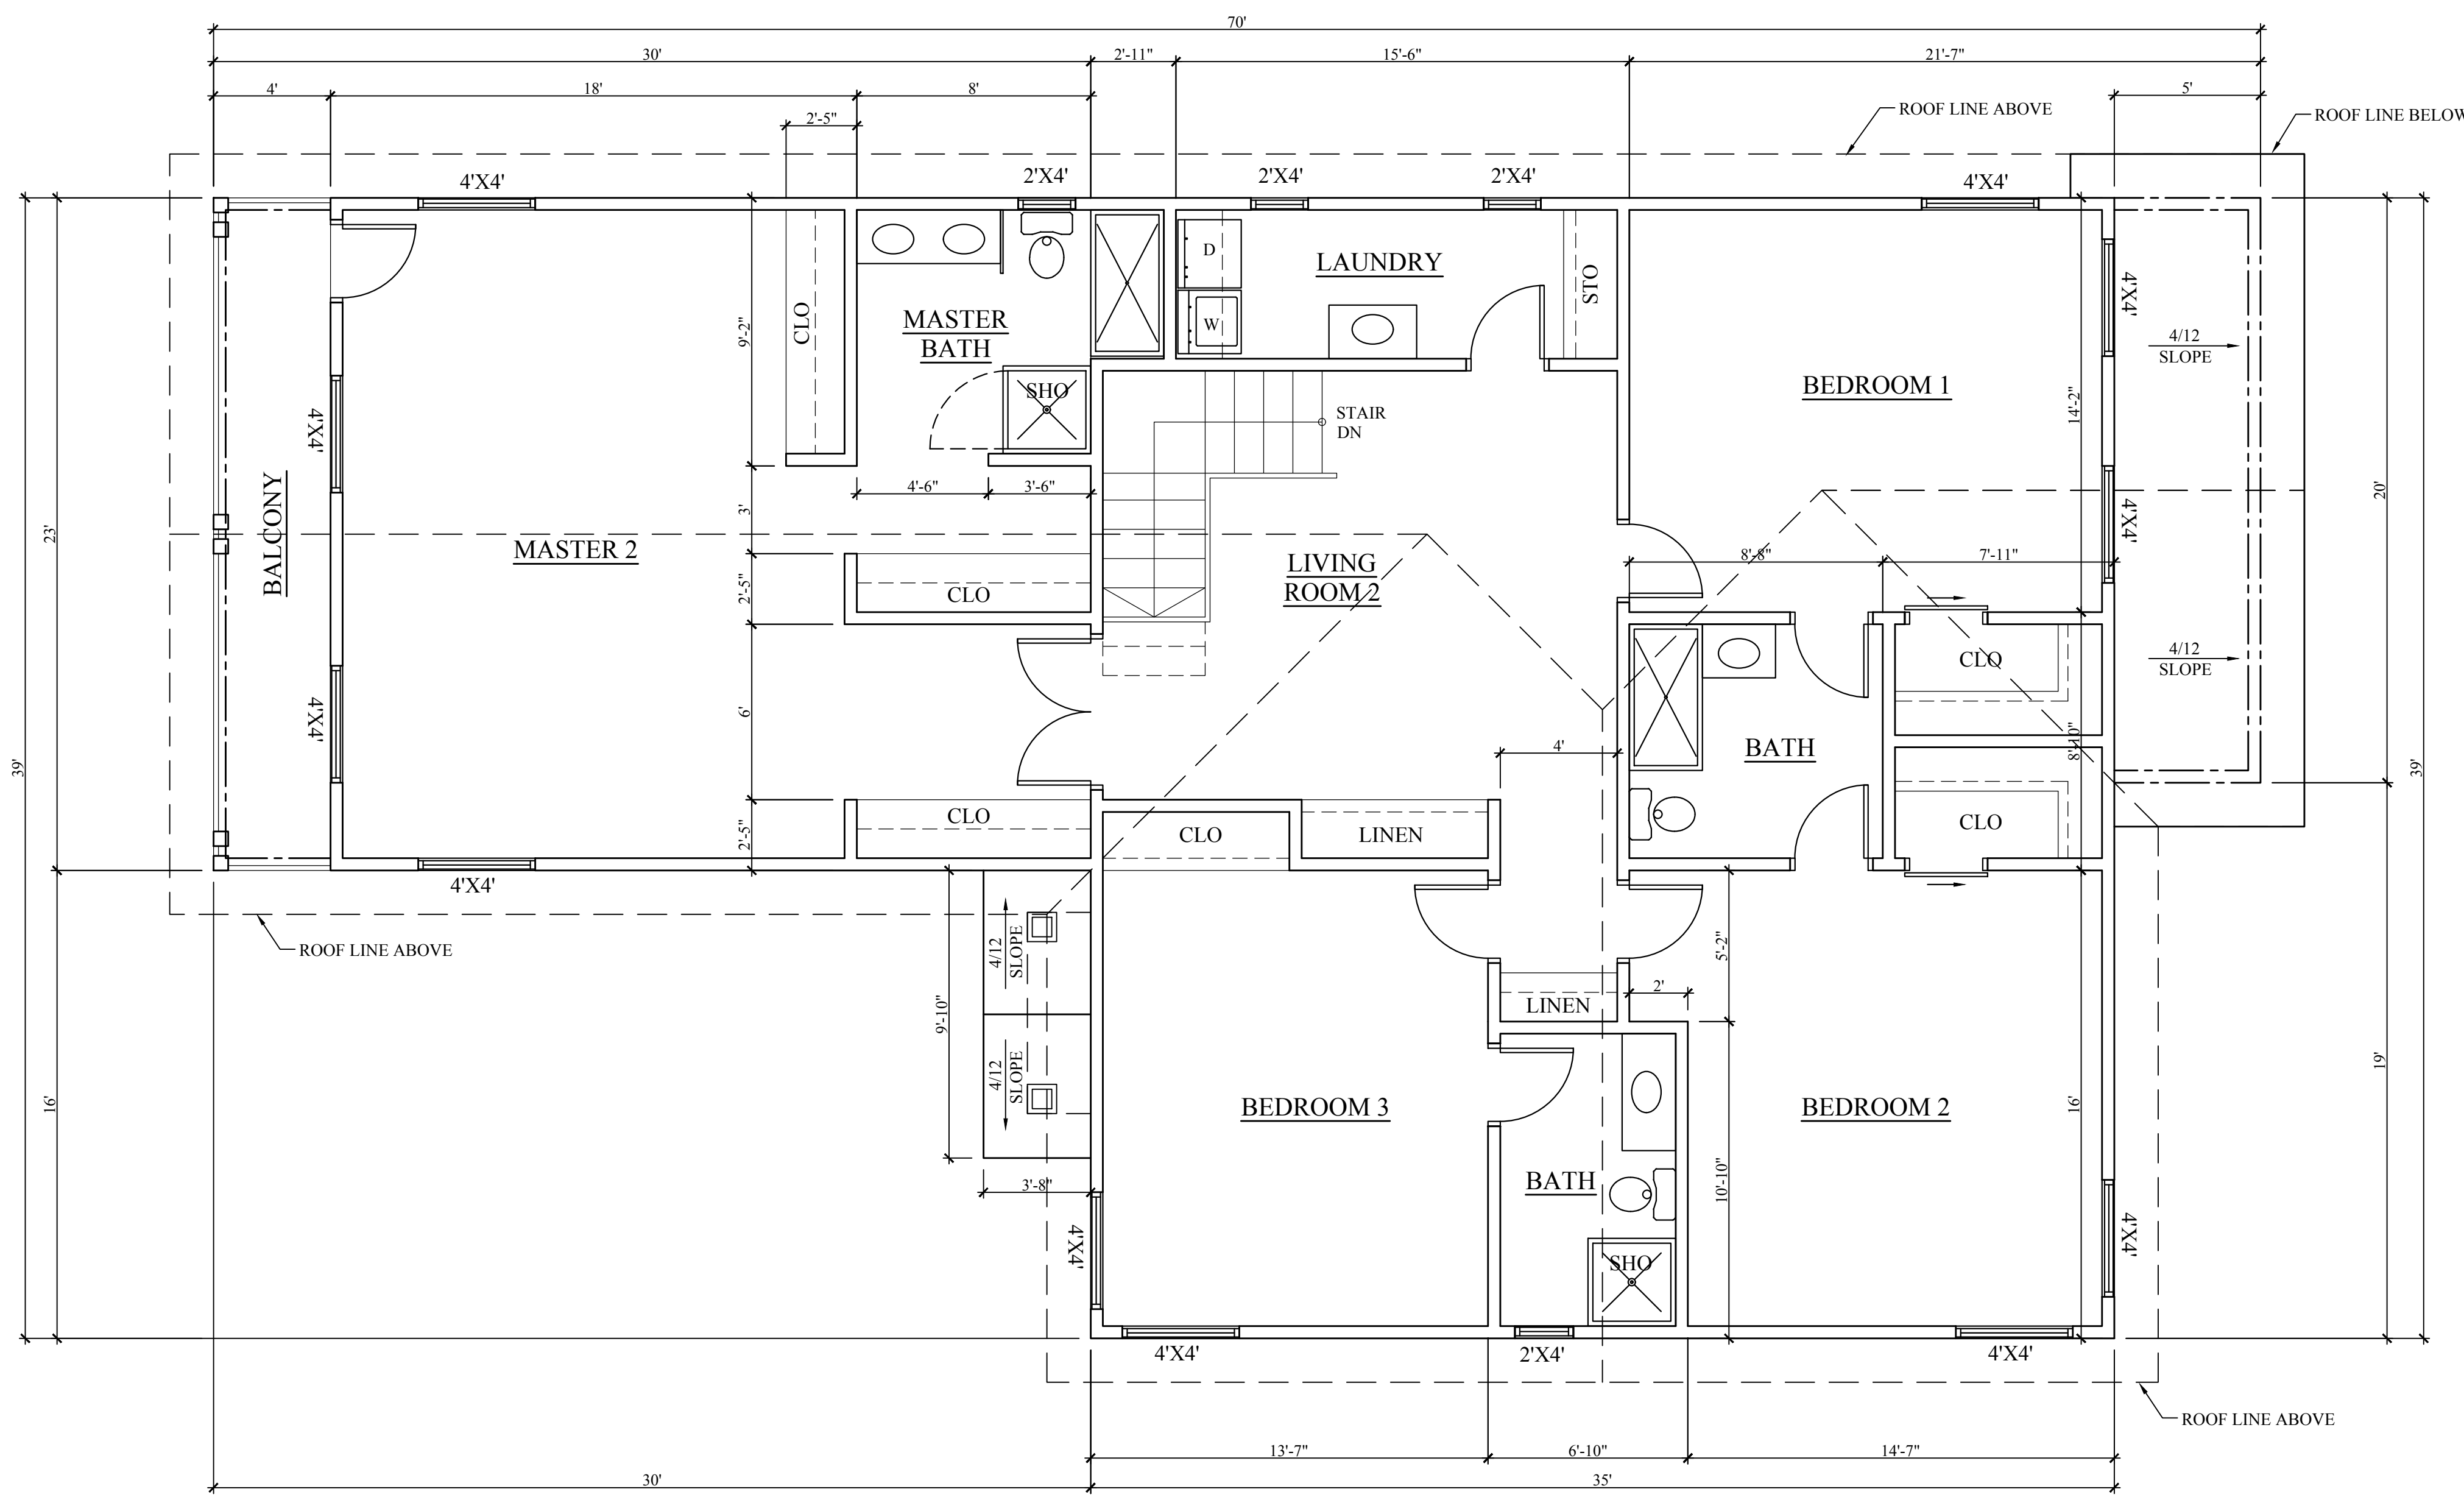 70'
30'
2'-11"
15'-6"
21'-7"
4'
18'
8'
5'
2'-5"
ROOF LINE ABOVE
ROOF LINE BELOW
4'X4'
2'X4'
2'X4'
2'X4'
4'X4'
D
W
LAUNDRY
STO
CLO
MASTER
BATH
SHO
9'-2"
STAIR
DN
BEDROOM 1
14'-2"
4'X4'
4/12
SLOPE
4'X4'
BALCONY
4'-6"
3'-6"
3'
MASTER 2
23'
39'
CLO
2'-5"
LIVING
ROOM 2
8'-8"
7'-11"
4'X4'
20'
39'
CLO
4/12
SLOPE
4'X4'
6'
4'
BATH
8'-10"
CLO
2'-5"
CLO
LINEN
CLO
4'X4'
ROOF LINE ABOVE
4/12
SLOPE
9'-10"
4/12
SLOPE
3'-8"
16'
5'-2"
2'
LINEN
19'
BEDROOM 3
BEDROOM 2
16'
BATH
10'-10"
SHO
4'X4'
4'X4'
4'X4'
2'X4'
4'X4'
ROOF LINE ABOVE
13'-7"
6'-10"
14'-7"
30'
35'